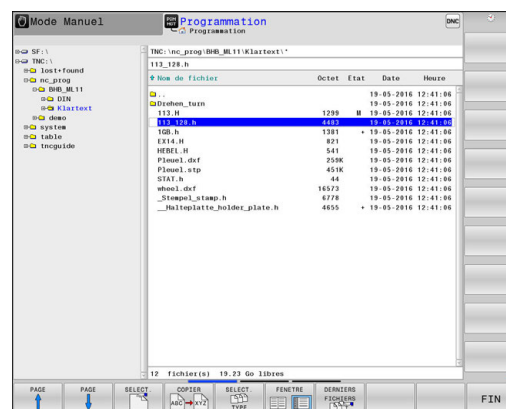 Mode Manuel
PGM MGT Programmation
Programmation
DNC
SF:\
TNC:\
lost+found
nc_prog
BHB_ML11
DIN
Klartext
demo
system
table
tncguide
TNC:\nc_prog\BHB_ML11\Klartext\*
113_128.h
Nom de fichier Octet Etat Date Heure
.. 19-05-2016 12:41:06
Drehen_turn 19-05-2016 12:41:06
113.H 1299 M 19-05-2016 12:41:06
113_128.h 4483 19-05-2016 12:41:06
1GB.h 1381 + 19-05-2016 12:41:06
EX14.H 821 19-05-2016 12:41:06
HEBEL.H 541 19-05-2016 12:41:06
Pleuel.dxf 259K 19-05-2016 12:41:06
Pleuel.stp 451K 19-05-2016 12:41:06
STAT.h 44 19-05-2016 12:41:06
wheel.dxf 16573 19-05-2016 12:41:06
_Stempel_stamp.h 6778 19-05-2016 12:41:06
__Halteplatte_holder_plate.h 4655 + 19-05-2016 12:41:06
12 fichier(s) 19.23 Go libres
PAGE
PAGE
SELECT.
COPIER
ABC XYZ
SELECT.
TYPE
FENETRE
DERNIERS
FICHIERS
FIN